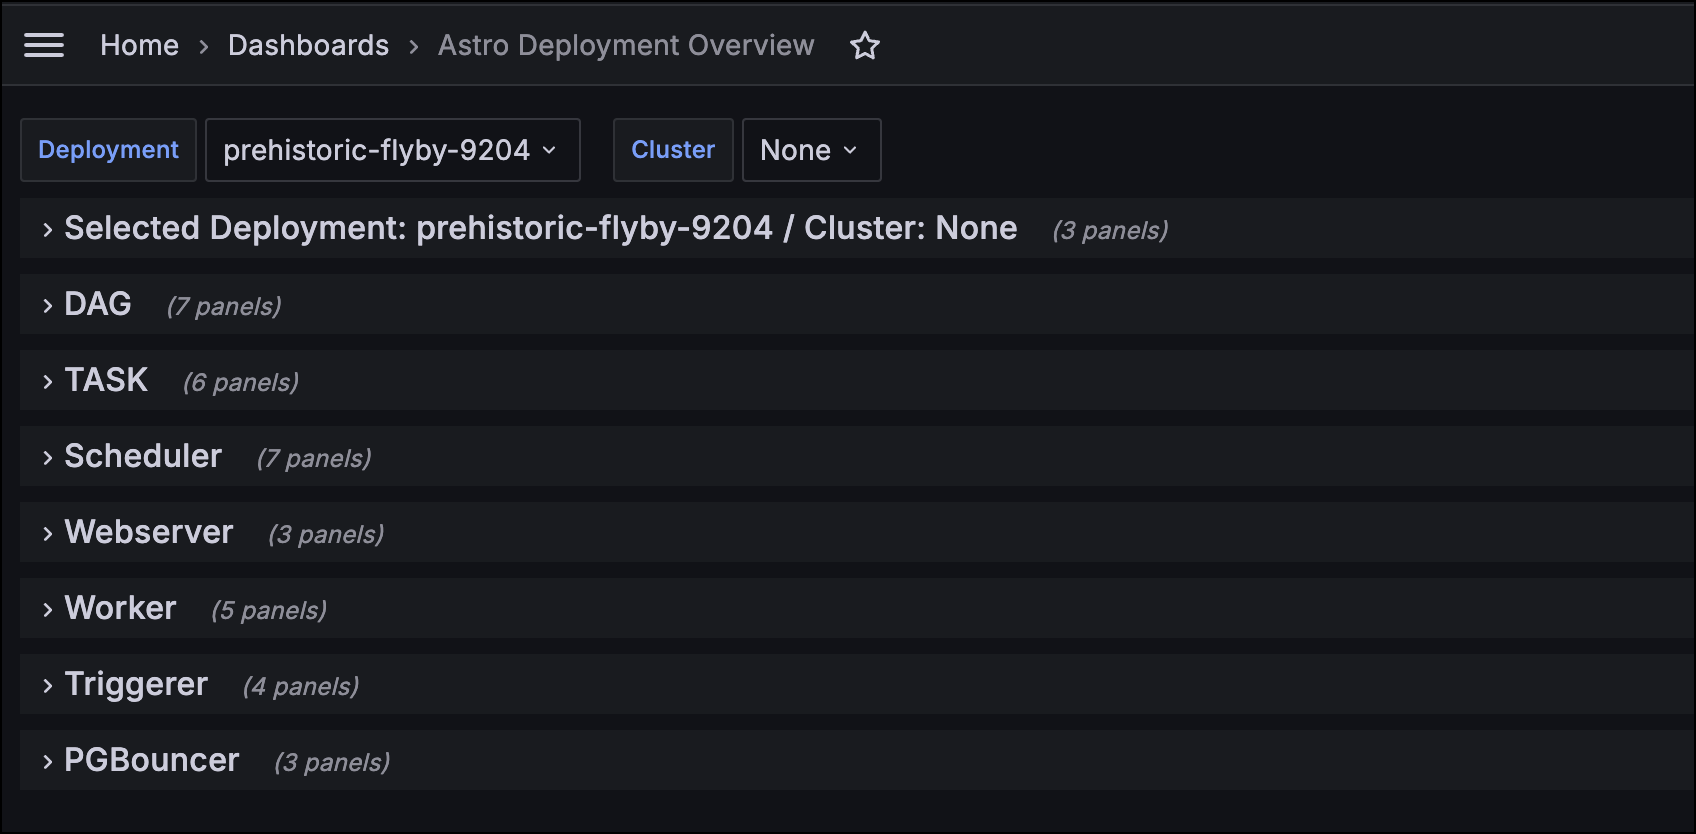 Home › Dashboards › Astro Deployment Overview
Deployment prehistoric-flyby-9204 Cluster None
Selected Deployment: prehistoric-flyby-9204 / Cluster: None (3 panels)
DAG (7 panels)
TASK (6 panels)
Scheduler (7 panels)
Webserver (3 panels)
Worker (5 panels)
Triggerer (4 panels)
PGBouncer (3 panels)